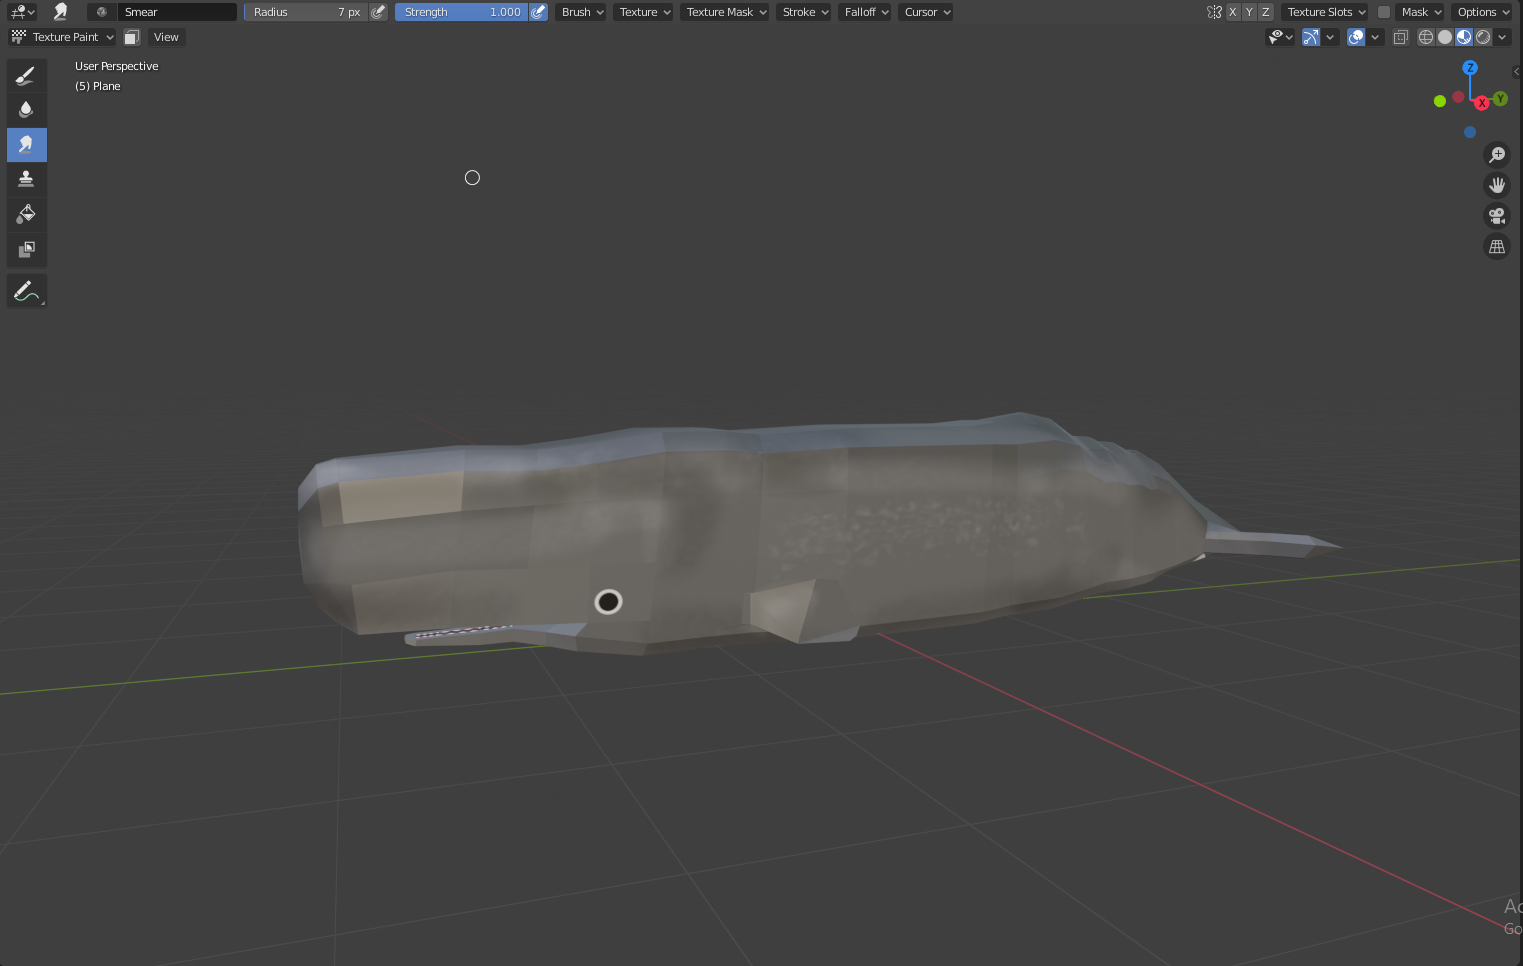 Smear Radius 7 px Strength 1.000 Brush Texture Texture Mask Stroke Falloff Cursor X Y Z Texture Slots Mask Options
Texture Paint View
User Perspective
(5) Plane
Z
X Y
Go